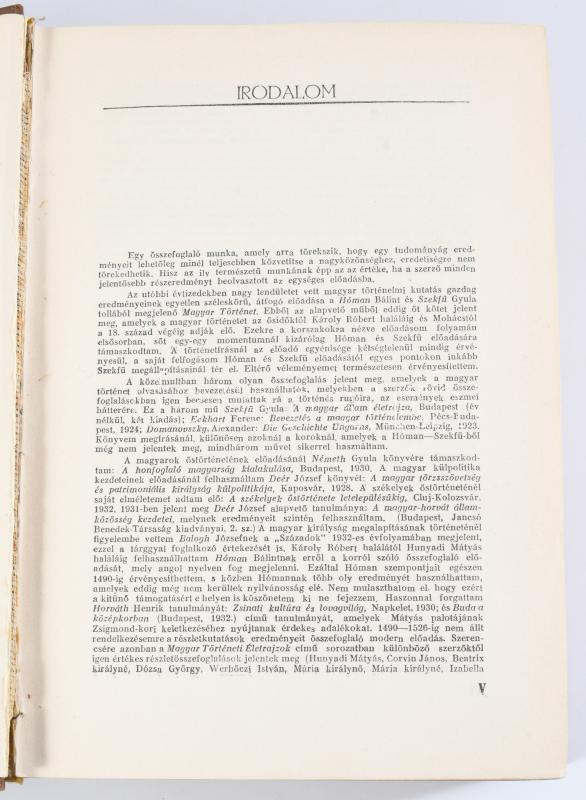 IRODALOM
Egy összefoglaló munka, amely arra törekszik, hogy egy tudományág ered-
ményeit lehetőleg minél teljesebben közvetítse a nagyközönséghez, eredetiségre nem
törekedhetik. Hisz az ily természetű munkának épp az az értéke, ha a szerző minden
jelentősebb részeredményt beolvasztott az egységes előadásba.
Az utóbbi évtizedekben nagy lendületet vett magyar történelmi kutatás gazdag
eredményeinek egyetlen széleskörű, átfogó előadása a Hóman Bálint és Szekfű Gyula
tollából megjelenő Magyar Történet. Ebből az alapvető műből eddig öt kötet jelent
meg, amelyek a magyar történetet az ősidőktől Károly Róbert haláláig és Mohácstól
a 18. század végéig adják elő. Ezekre a korszakokra nézve előadásom folyamán
elsősorban, sőt egy-egy momentumnál kizárólag Hóman és Szekfű előadására
támaszkodtam. A történetírásnál az előadó egyénisége kétségtelenül mindig érvé-
nyesül, a saját felfogásom Hóman és Szekfű előadásától egyes pontokon inkább
Szekfű megállapításainál tér el. Eltérő véleményemet természetesen érvényesítettem.
A közelmultban három olyan összefoglalás jelent meg, amelyek a magyar
történet olvasásához bevezetésül használhatók, melyekben a szerzők rövid össze-
foglalásokban igen becsesen mutattak rá a történés rugóira, az események eszmei
hátterére. Ez a három mű Szekfű Gyula: A magyar állam életrajza, Budapest (év
nélkül, két kiadás); Eckhart Ferenc: Bevezetés a magyar történelembe, Pécs-Buda-
pest, 1924; Domanovszky Alexander: Die Geschichte Ungarns, München-Leipzig, 1923.
Könyvem megírásánál, különösen azoknál a koroknál, amelyek a Hóman—Szekfű-ből
még nem jelentek meg, mindhárom művet sikerrel használtam.
A magyarok őstörténetének előadásánál Németh Gyula könyvére támaszkod-
tam: A honfoglaló magyarság kialakulása, Budapest, 1930. A magyar külpolitika
kezdeteinek előadásánál felhasználtam Deér József könyvét: A magyar törzsszövetség
és patrimoniális királyság külpolitikája, Kaposvár, 1928. A székelyek őstörténeténél
saját elméletemet adtam elő: A székelyek őstörténete letelepülésükig, Cluj-Kolozsvár,
1932. 1931-ben jelent meg Deér József alapvető tanulmánya: A magyar-horvát állam-
közösség kezdetei, melynek eredményeit szintén felhasználtam. (Budapest, Jancsó
Benedek-Társaság kiadványai, 2. sz.) A magyar királyság megalapításának történeténél
figyelembe vettem Balogh Józsefnek a „Századok” 1932-es évfolyamában megjelent,
ezzel a tárggyal foglalkozó értekezését is. Károly Róbert halálától Hunyadi Mátyás
haláláig felhasználhattam Hóman Bálintnak erről a korról szóló összefoglaló elő-
adását, mely angol nyelven fog megjelenni. Ezáltal Hóman szempontjait egészen
1490-ig érvényesíthettem, s közben Hómannak több oly eredményét használhattam,
amelyek eddig még nem kerültek nyilvánosság elé. Nem mulaszthatom el, hogy ezért
a kitűnő támogatásért e helyen is köszönetem ki ne fejezzem. Haszonnal forgattam
Horváth Henrik tanulmányát: Zsinati kultúra és lovagvilág, Napkelet, 1930; és Buda a
középkorban (Budapest, 1932.) című tanulmányát, amelyek Mátyás palotájának
Zsigmond-korj keletkezéséhez nyújtanak érdekes adalékokat. 1490—1526-ig nem állt
rendelkezésemre a részletkutatások eredményeit összefoglaló modern előadás. Szeren-
csére azonban a Magyar Történeti Életrajzok című sorozatban különböző szerzőktől
igen értékes részletösszefoglalások jelentek meg (Hunyadi Mátyás, Corvin János, Beatrix
királyné, Dózsa György, Werbőczi István, Mária királynő, Mária királyné, Izabella
V